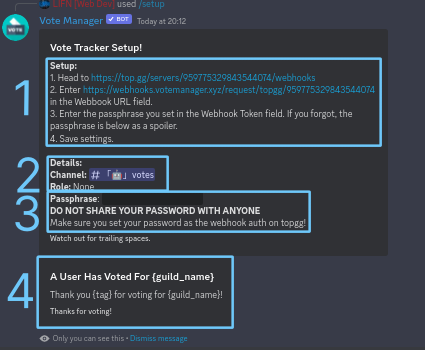 LiFN [Web Dev] used /setup
Vote Manager ✓ BOT Today at 20:12
VOTE
Vote Tracker Setup!
1
Setup:
1. Head to https://top.gg/servers/959775329843544074/webhooks
2. Enter https://webhooks.votemanager.xyz/request/topgg/959775329843544074
in the Webhook URL field.
3. Enter the passphrase you set in the Webhook Token field. If you forgot, the
passphrase is below as a spoiler.
4. Save settings.
2
Details:
Channel: # 「🤖」votes
Role: None
3
Passphrase:
DO NOT SHARE YOUR PASSWORD WITH ANYONE
Make sure you set your password as the webhook auth on topgg!
Watch out for trailing spaces.
4
A User Has Voted For {guild_name}
Thank you {tag} for voting for {guild_name}!
Thanks for voting!
Only you can see this • Dismiss message